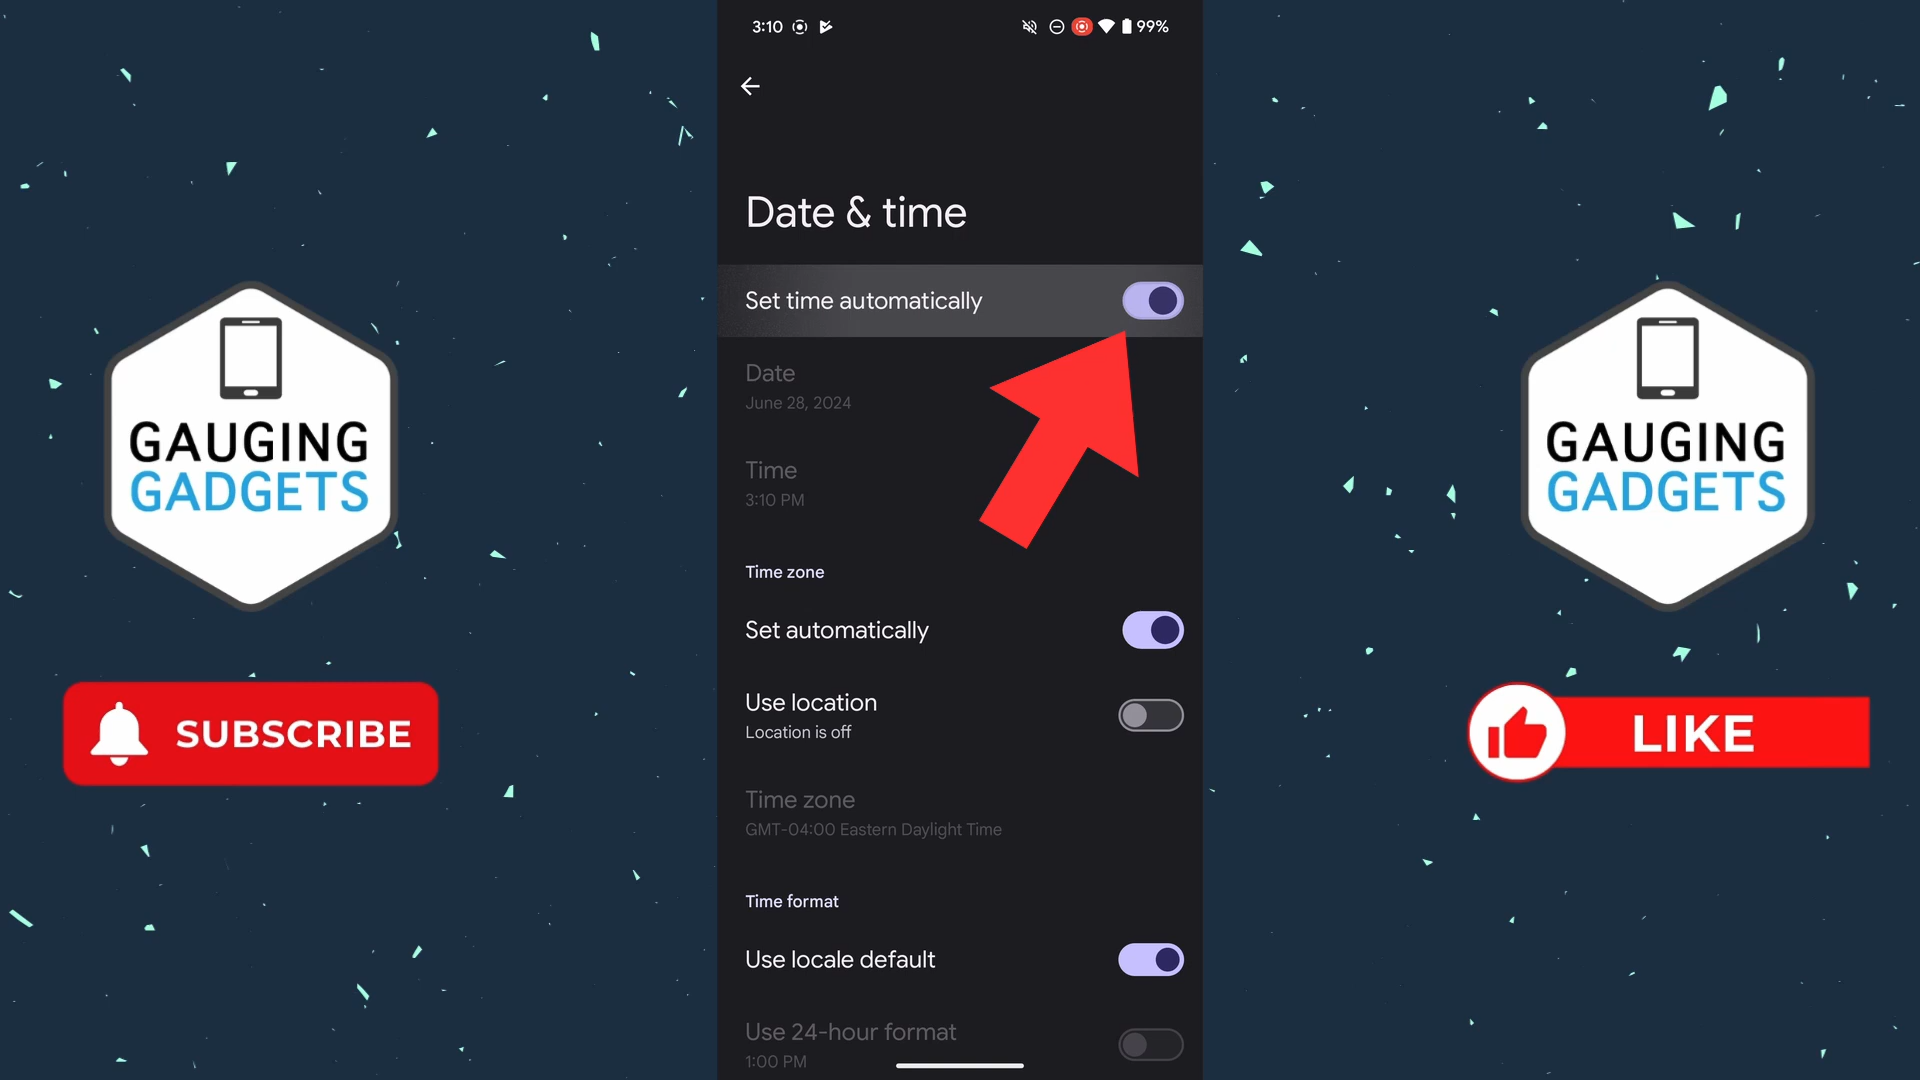 3:10
99%
Date & time
Set time automatically
Date
June 28, 2024
Time
3:10 PM
Time zone
Set automatically
Use location
Location is off
Time zone
GMT-04:00 Eastern Daylight Time
Time format
Use locale default
Use 24-hour format
1:00 PM
GAUGING
GADGETS
SUBSCRIBE
GAUGING
GADGETS
LIKE